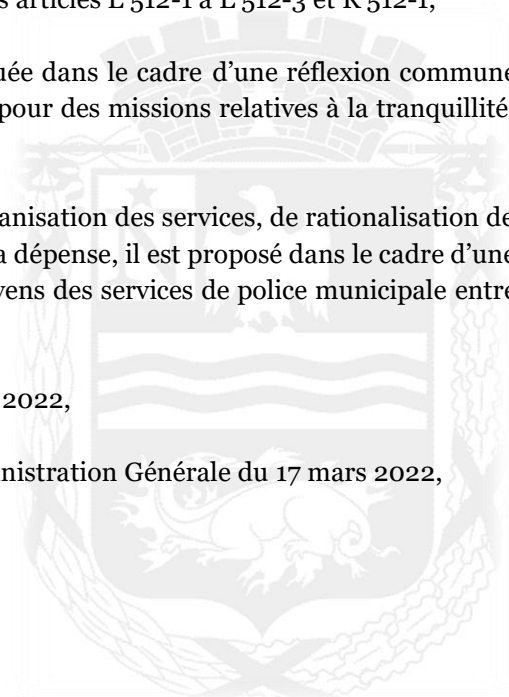 s articles L 512-1 à L 512-3 et R 512-1,
uée dans le cadre d’une réflexion commune
pour des missions relatives à la tranquillité
anisation des services, de rationalisation de
a dépense, il est proposé dans le cadre d’une
yens des services de police municipale entre
2022,
nistration Générale du 17 mars 2022,